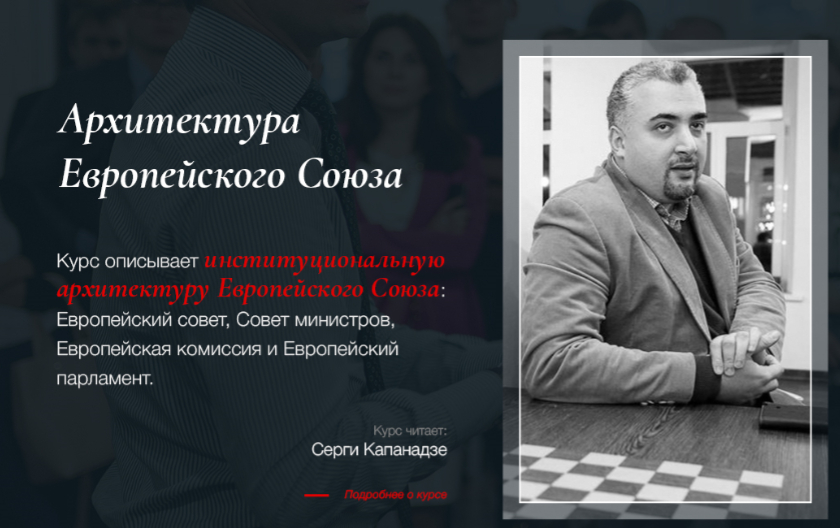 Архитектура
Европейского Союза
Курс описывает институциональную
архитектуру Европейского Союза:
Европейский совет, Совет министров,
Европейская комиссия и Европейский
парламент.
Курс читает:
Серги Капанадзе
Подробнее о курсе